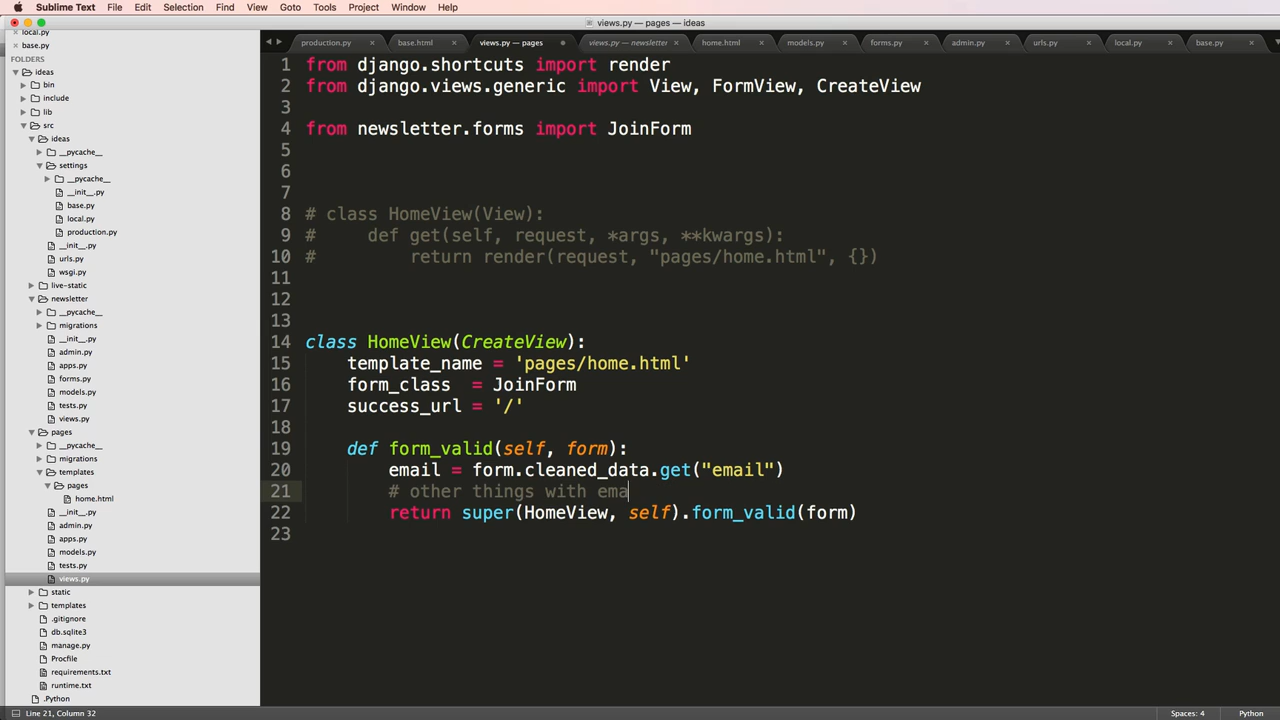 Sublime Text File Edit Selection Find View Goto Tools Project Window Help
views.py — pages — ideas
local.py
base.py
FOLDERS
ideas
bin
include
lib
src
ideas
__pycache__
settings
__pycache__
__init__.py
base.py
local.py
production.py
__init__.py
urls.py
wsgi.py
live-static
newsletter
__pycache__
migrations
__init__.py
admin.py
apps.py
forms.py
models.py
tests.py
views.py
pages
__pycache__
migrations
templates
pages
home.html
__init__.py
admin.py
apps.py
models.py
tests.py
views.py
static
templates
.gitignore
db.sqlite3
manage.py
Procfile
requirements.txt
runtime.txt
.Python
production.py base.html views.py — pages views.py — newsletter home.html models.py forms.py admin.py urls.py local.py base.py
1 from django.shortcuts import render
2 from django.views.generic import View, FormView, CreateView
3
4 from newsletter.forms import JoinForm
5
6
7
8 # class HomeView(View):
9 #     def get(self, request, *args, **kwargs):
10 #         return render(request, "pages/home.html", {})
11
12
13
14 class HomeView(CreateView):
15     template_name = 'pages/home.html'
16     form_class  = JoinForm
17     success_url = '/'
18
19     def form_valid(self, form):
20         email = form.cleaned_data.get("email")
21         # other things with ema
22         return super(HomeView, self).form_valid(form)
23
Line 21, Column 32 Spaces: 4 Python